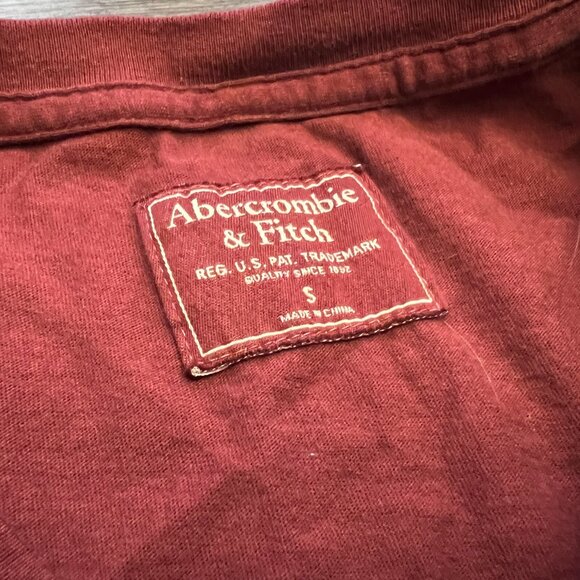 Abercrombie
& Fitch
REG. U.S. PAT. TRADEMARK
QUALITY SINCE 1892
S
MADE IN CHINA